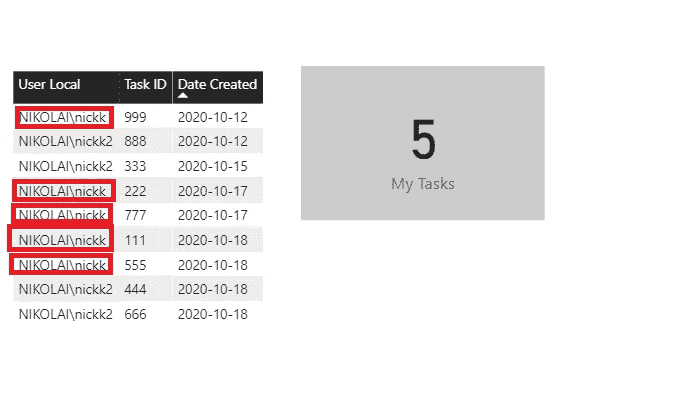 User Local Task ID Date Created
NIKOLAI\nickk 999 2020-10-12
NIKOLAI\nickk2 888 2020-10-12
NIKOLAI\nickk2 333 2020-10-15
NIKOLAI\nickk 222 2020-10-17
NIKOLAI\nickk 777 2020-10-17
NIKOLAI\nickk 111 2020-10-18
NIKOLAI\nickk 555 2020-10-18
NIKOLAI\nickk2 444 2020-10-18
NIKOLAI\nickk2 666 2020-10-18
5
My Tasks